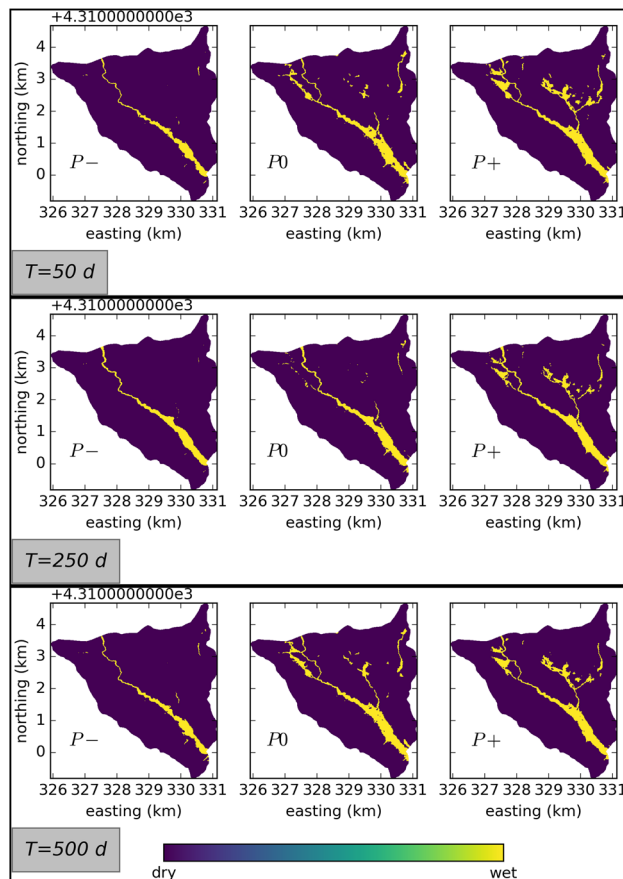 +4.3100000000e3
northing (km)
4
3
2
1
0
P−
P0
P+
326 327 328 329 330 331
326 327 328 329 330 331
326 327 328 329 330 331
easting (km)
easting (km)
easting (km)
T=50 d
+4.3100000000e3
northing (km)
4
3
2
1
0
P−
P0
P+
326 327 328 329 330 331
326 327 328 329 330 331
326 327 328 329 330 331
easting (km)
easting (km)
easting (km)
T=250 d
+4.3100000000e3
northing (km)
4
3
2
1
0
P−
P0
P+
326 327 328 329 330 331
326 327 328 329 330 331
326 327 328 329 330 331
easting (km)
easting (km)
easting (km)
T=500 d
dry
wet